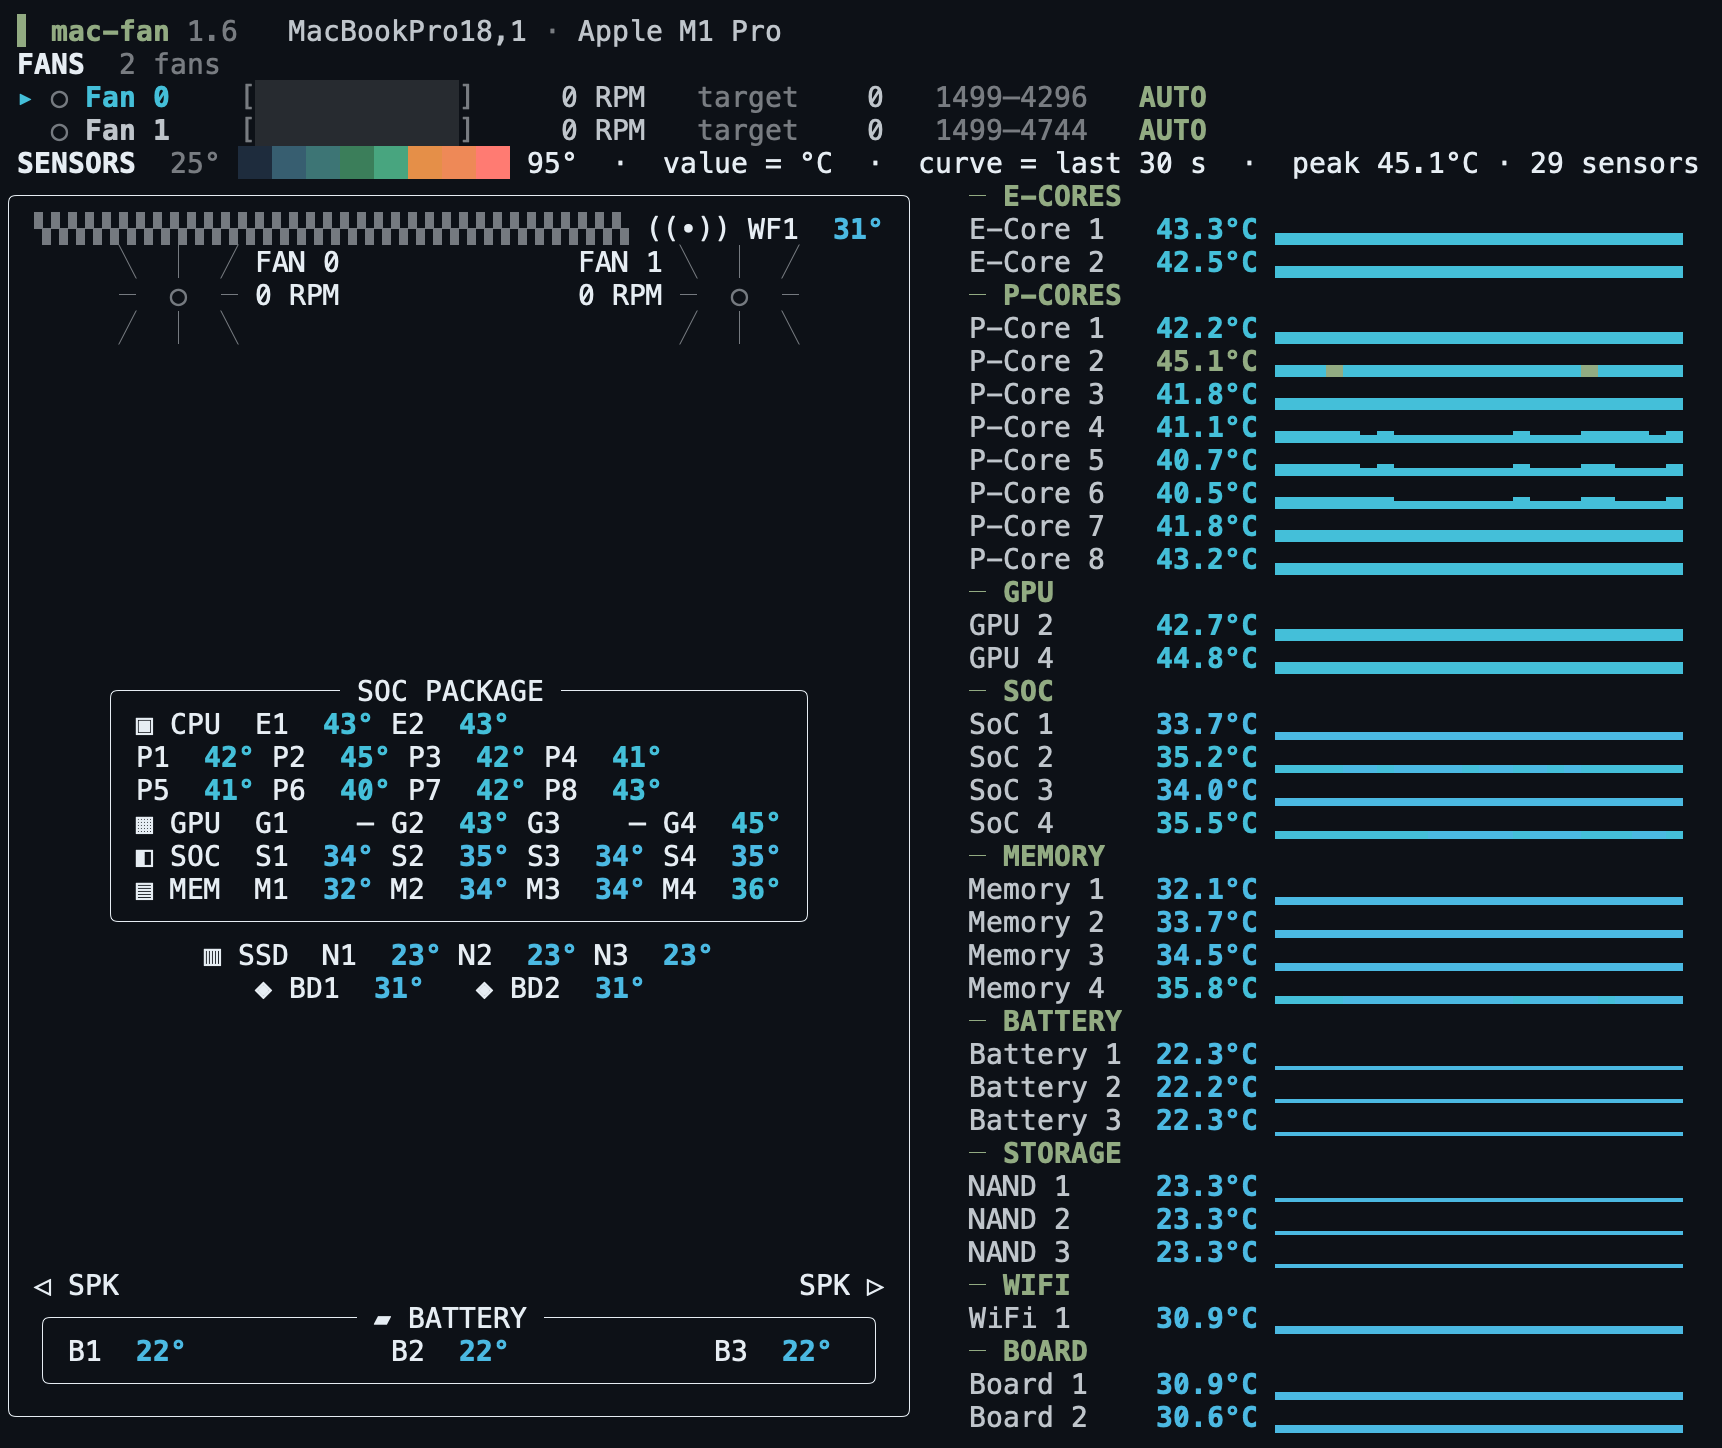 mac-fan 1.6   MacBookPro18,1 · Apple M1 Pro
FANS  2 fans
▸ ○ Fan 0    [            ]     0 RPM   target    0   1499–4296   AUTO
○ Fan 1    [            ]     0 RPM   target    0   1499–4744   AUTO
SENSORS  25°  95°  ·  value = °C  ·  curve = last 30 s  ·  peak 45.1°C · 29 sensors
((•)) WF1  31°
FAN 0
0 RPM
FAN 1
0 RPM
SOC PACKAGE
▣ CPU  E1  43° E2  43°
P1  42° P2  45° P3  42° P4  41°
P5  41° P6  40° P7  42° P8  43°
▦ GPU  G1    – G2  43° G3    – G4  45°
◧ SOC  S1  34° S2  35° S3  34° S4  35°
▤ MEM  M1  32° M2  34° M3  34° M4  36°
▥ SSD  N1  23° N2  23° N3  23°
◆ BD1  31°   ◆ BD2  31°
◁ SPK
SPK ▷
▰ BATTERY
B1  22°   B2  22°   B3  22°
─ E-CORES
E-Core 1   43.3°C
E-Core 2   42.5°C
─ P-CORES
P-Core 1   42.2°C
P-Core 2   45.1°C
P-Core 3   41.8°C
P-Core 4   41.1°C
P-Core 5   40.7°C
P-Core 6   40.5°C
P-Core 7   41.8°C
P-Core 8   43.2°C
─ GPU
GPU 2      42.7°C
GPU 4      44.8°C
─ SOC
SoC 1      33.7°C
SoC 2      35.2°C
SoC 3      34.0°C
SoC 4      35.5°C
─ MEMORY
Memory 1   32.1°C
Memory 2   33.7°C
Memory 3   34.5°C
Memory 4   35.8°C
─ BATTERY
Battery 1  22.3°C
Battery 2  22.2°C
Battery 3  22.3°C
─ STORAGE
NAND 1     23.3°C
NAND 2     23.3°C
NAND 3     23.3°C
─ WIFI
WiFi 1     30.9°C
─ BOARD
Board 1    30.9°C
Board 2    30.6°C